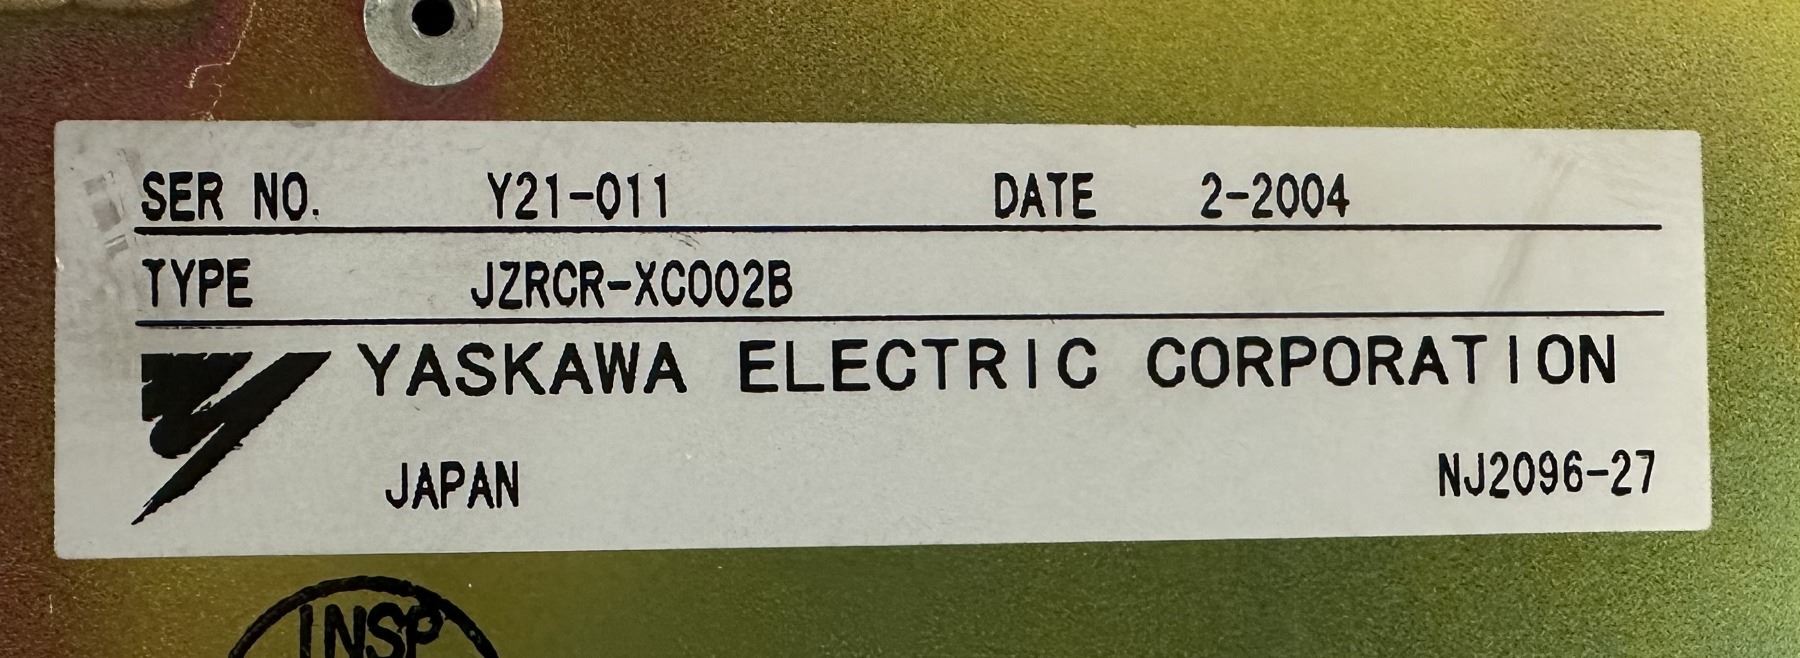 SER NO. Y21-011 DATE 2-2004
TYPE JZRCR-XC002B
YASKAWA ELECTRIC CORPORATION
JAPAN NJ2096-27
INSP